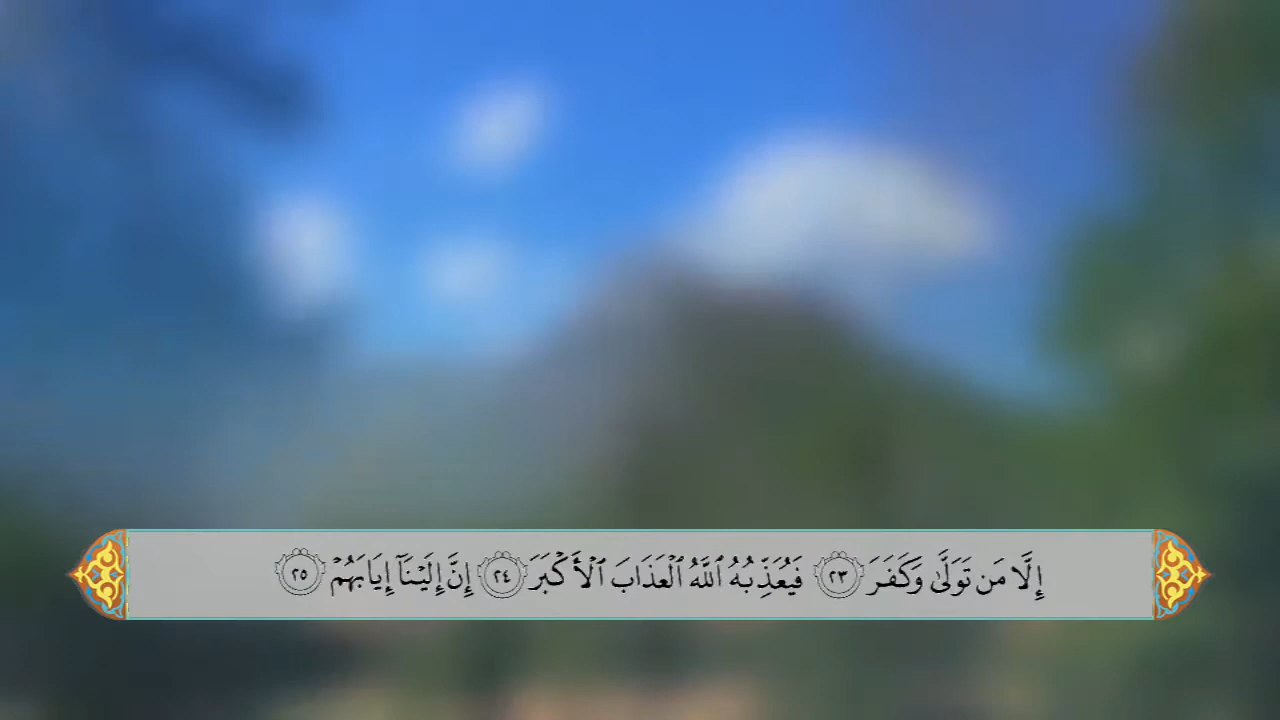 إِلَّا مَن تَوَلَّىٰ وَكَفَرَ ٢٣ فَيُعَذِّبُهُ ٱللَّهُ ٱلْعَذَابَ ٱلْأَكْبَرَ ٢٤ إِنَّ إِلَيْنَآ إِيَابَهُمْ ٢٥